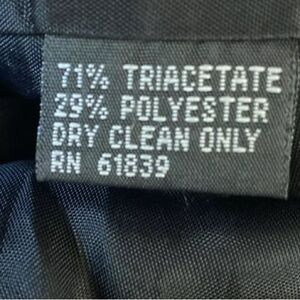 71% TRIACETATE
29% POLYESTER
DRY CLEAN ONLY
RN 61839